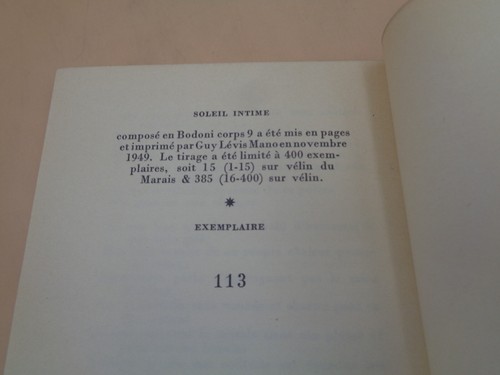 SOLEIL INTIME
composé en Bodoni corps 9 a été mis en pages
et imprimé par Guy Lévis Mano en novembre
1949. Le tirage a été limité à 400 exem-
plaires, soit 15 (1-15) sur vélin du
Marais & 385 (16-400) sur vélin.
*
EXEMPLAIRE
113